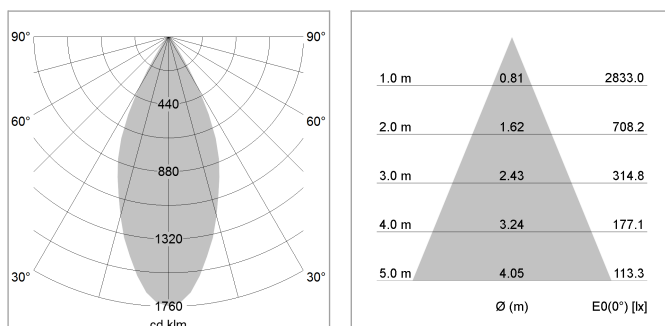 90°
90°
440
60°
60°
880
1320
30°
30°
1760
cd klm
1.0 m 0.81 2833.0
2.0 m 1.62 708.2
3.0 m 2.43 314.8
4.0 m 3.24 177.1
5.0 m 4.05 113.3
Ø (m) E0(0°) [lx]